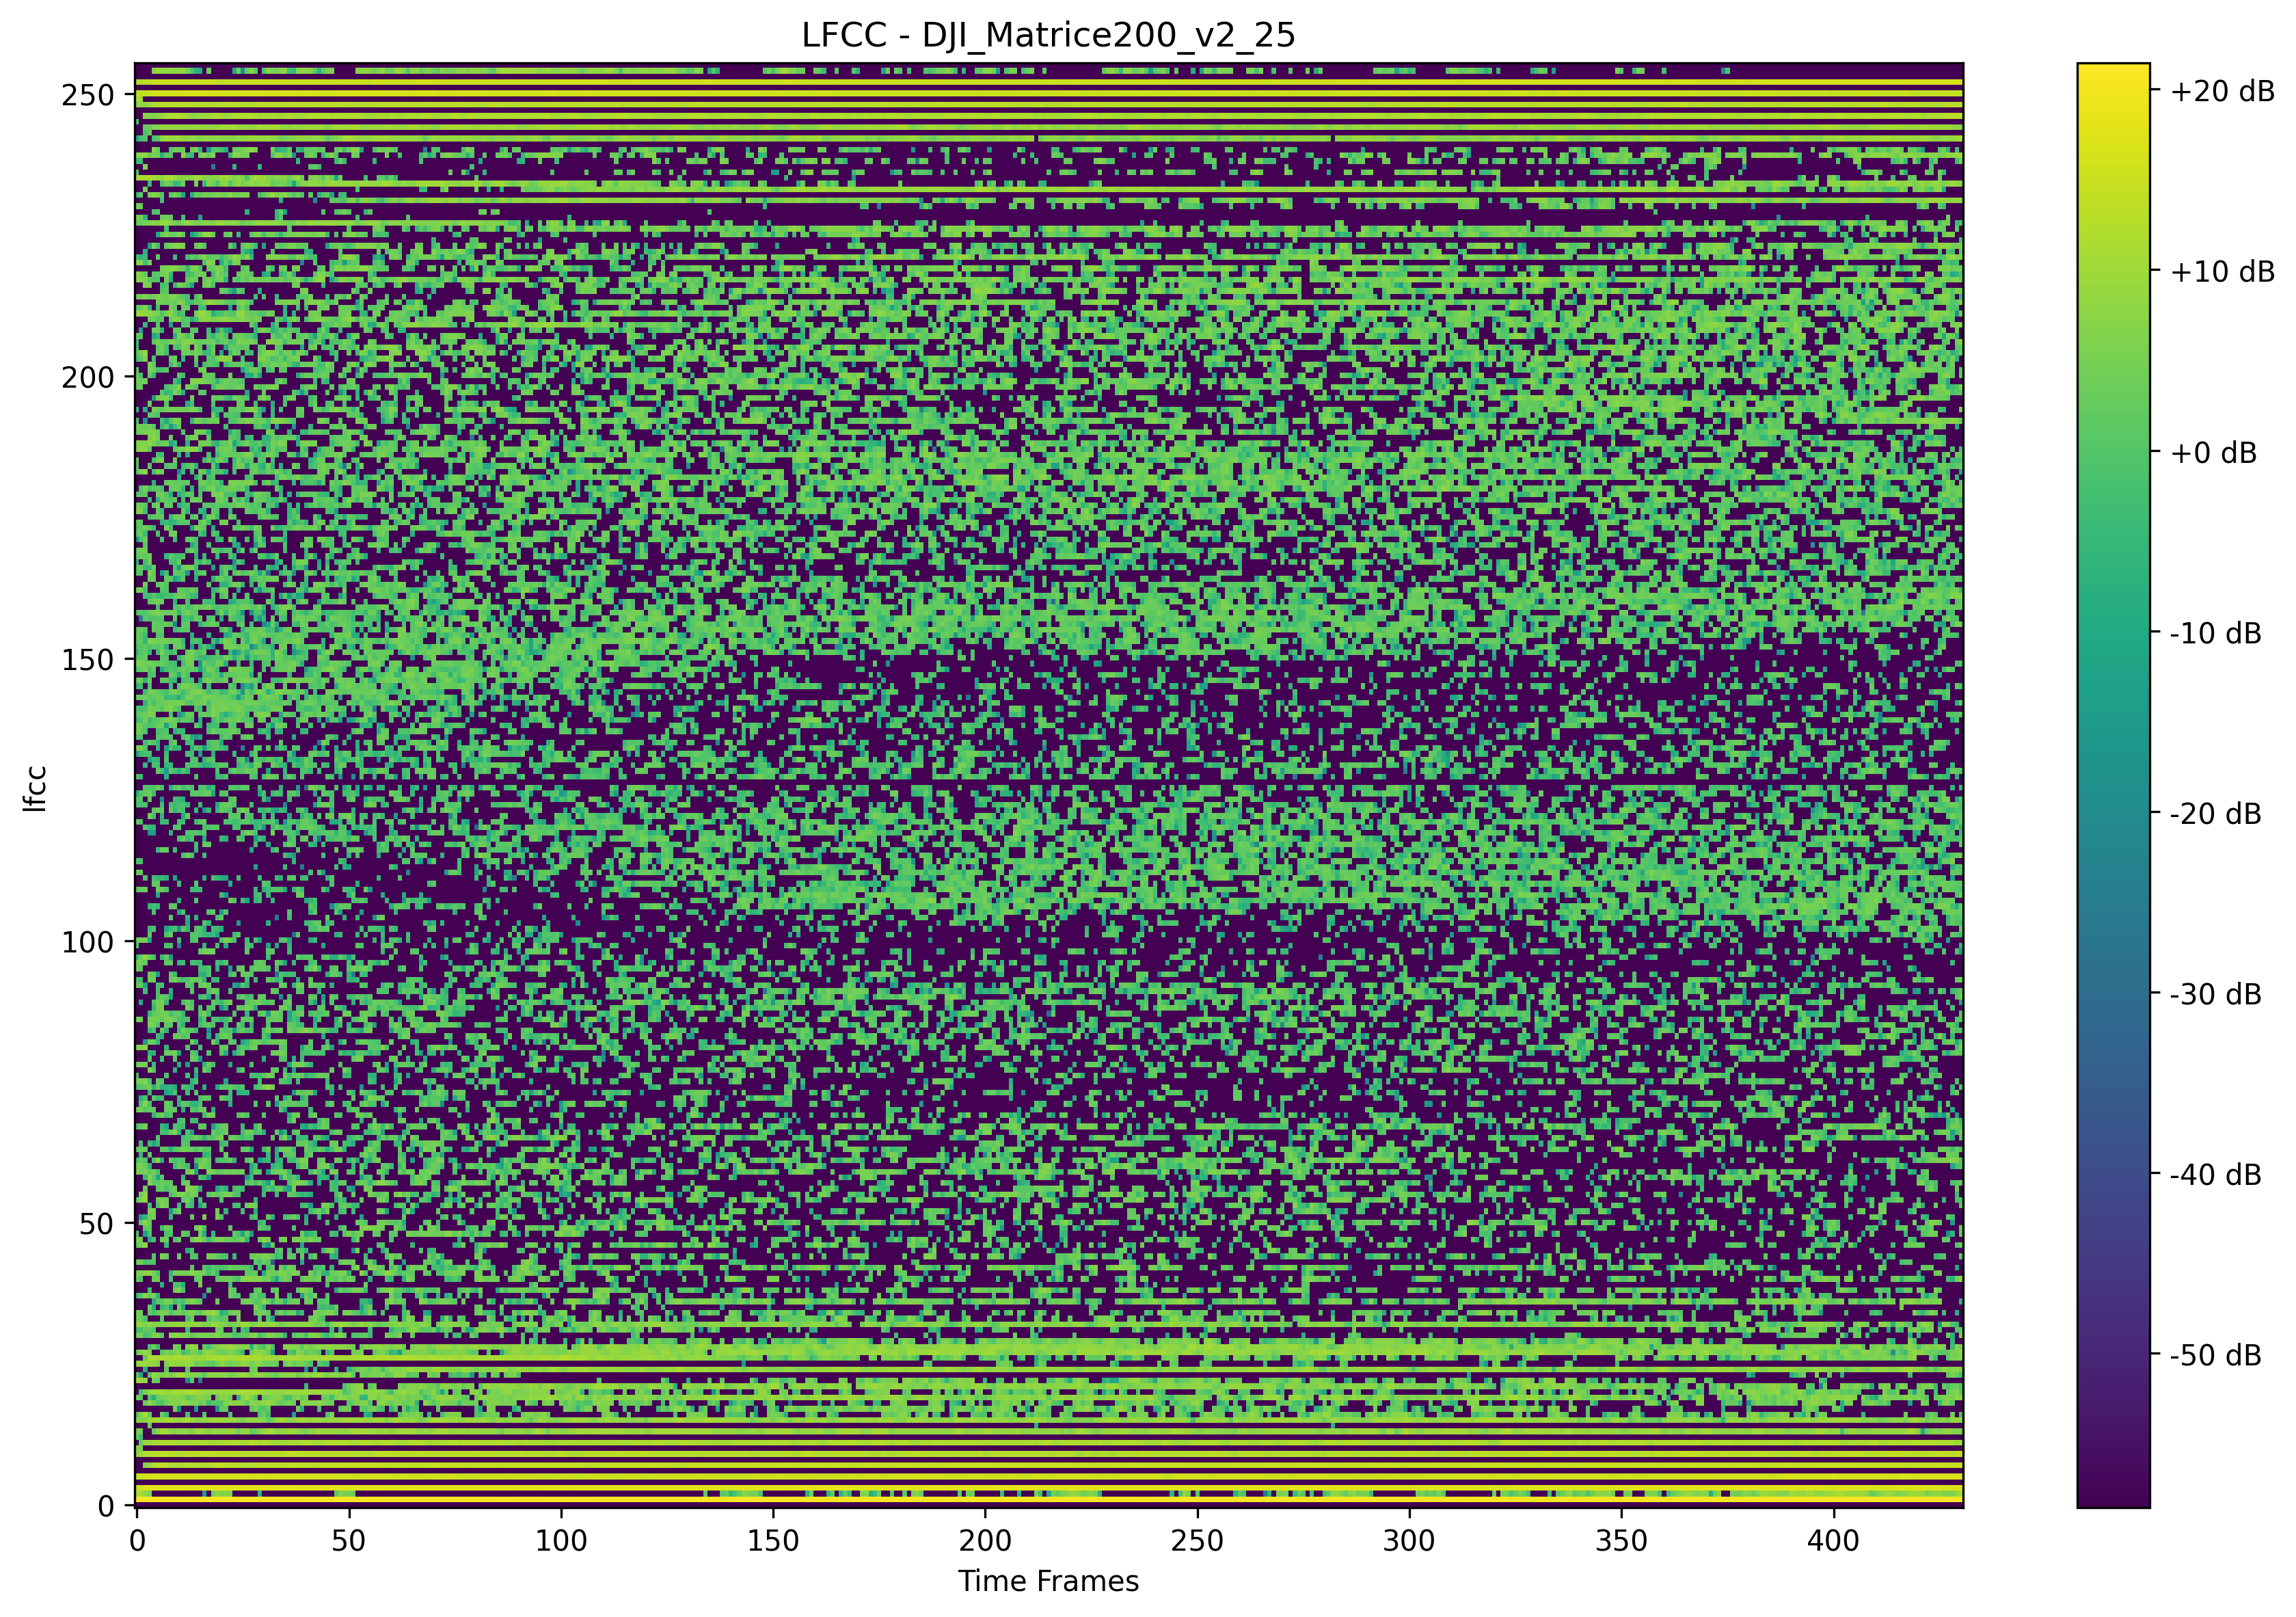 LFCC - DJI_Matrice200_v2_25
250
200
150
100
50
0
lfcc
0 50 100 150 200 250 300 350 400
Time Frames
+20 dB
+10 dB
+0 dB
-10 dB
-20 dB
-30 dB
-40 dB
-50 dB